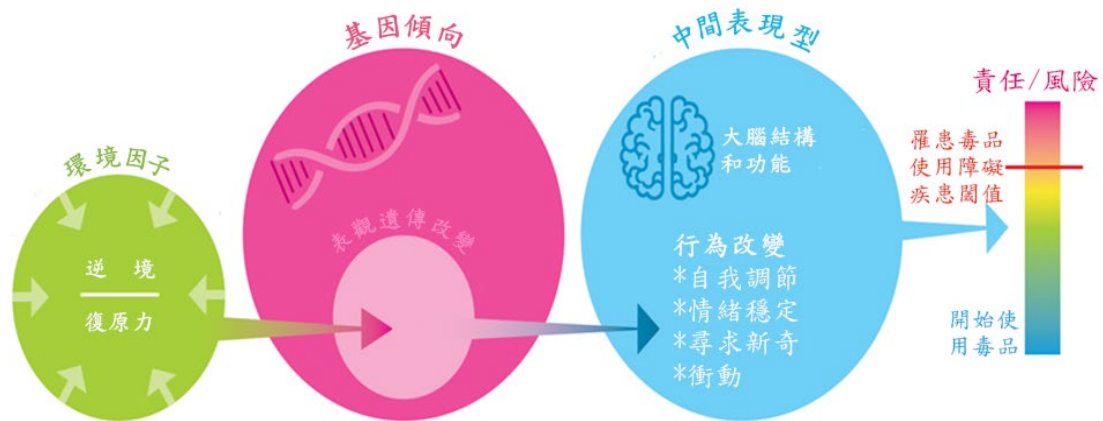 環境因子
逆 境
復原力
基因傾向
表觀遺傳改變
中間表現型
大腦結構
和功能
行為改變
*自我調節
*情緒穩定
*尋求新奇
*衝動
責任/風險
罹患毒品
使用障礙
疾患閾值
開始使
用毒品